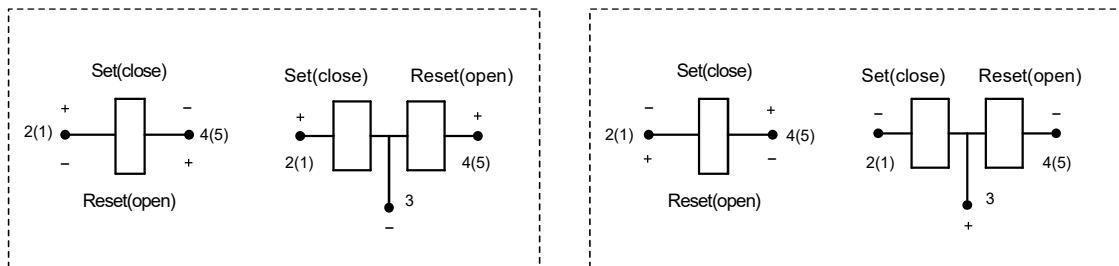 Set(close)
+ –
2(1) 4(5)
– +
Reset(open)
Set(close) Reset(open)
+ +
2(1) 4(5)
3
–
Set(close)
– +
2(1) 4(5)
+ –
Reset(open)
Set(close) Reset(open)
– –
2(1) 4(5)
3
+